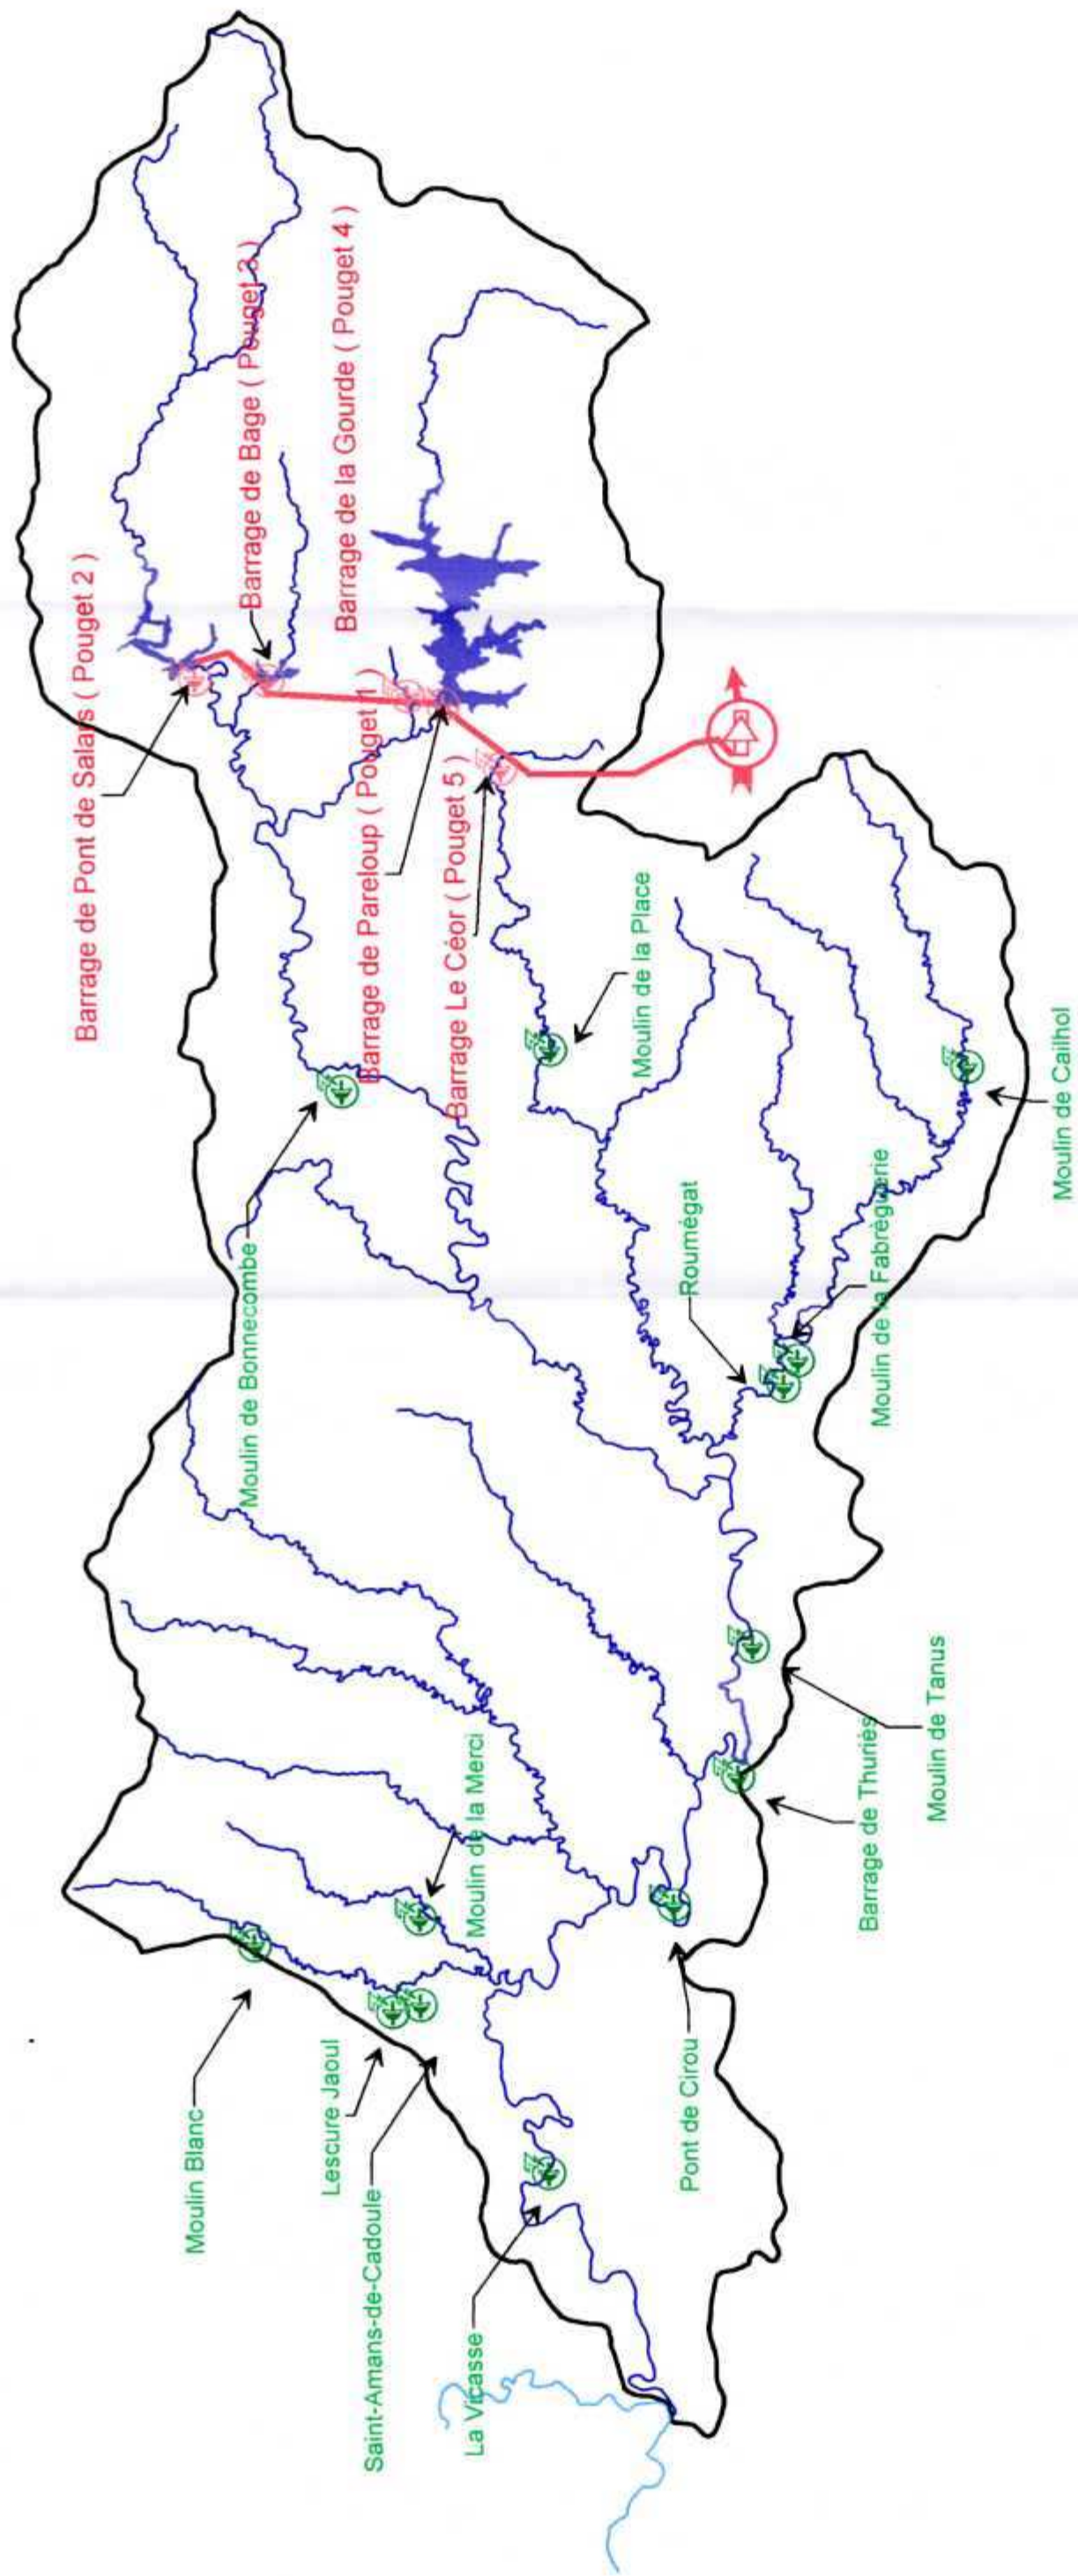 Barrage de Pont de Salars ( Pouget 2 )
Barrage de Bage ( Pouget 3 )
Barrage de la Gourde ( Pouget 4 )
Barrage de Pareloup ( Pouget 1 )
Barrage Le Céor ( Pouget 5 )
Moulin de Bonnecombe
Moulin de la Place
Roumégat
Moulin de la Fabrèguerie
Moulin de Cailhol
Moulin Blanc
Lescure Jaoul
Saint-Amans-de-Cadoule
La Vicasse
Moulin de la Merci
Pont de Cirou
Barrage de Thuriès
Moulin de Tanus